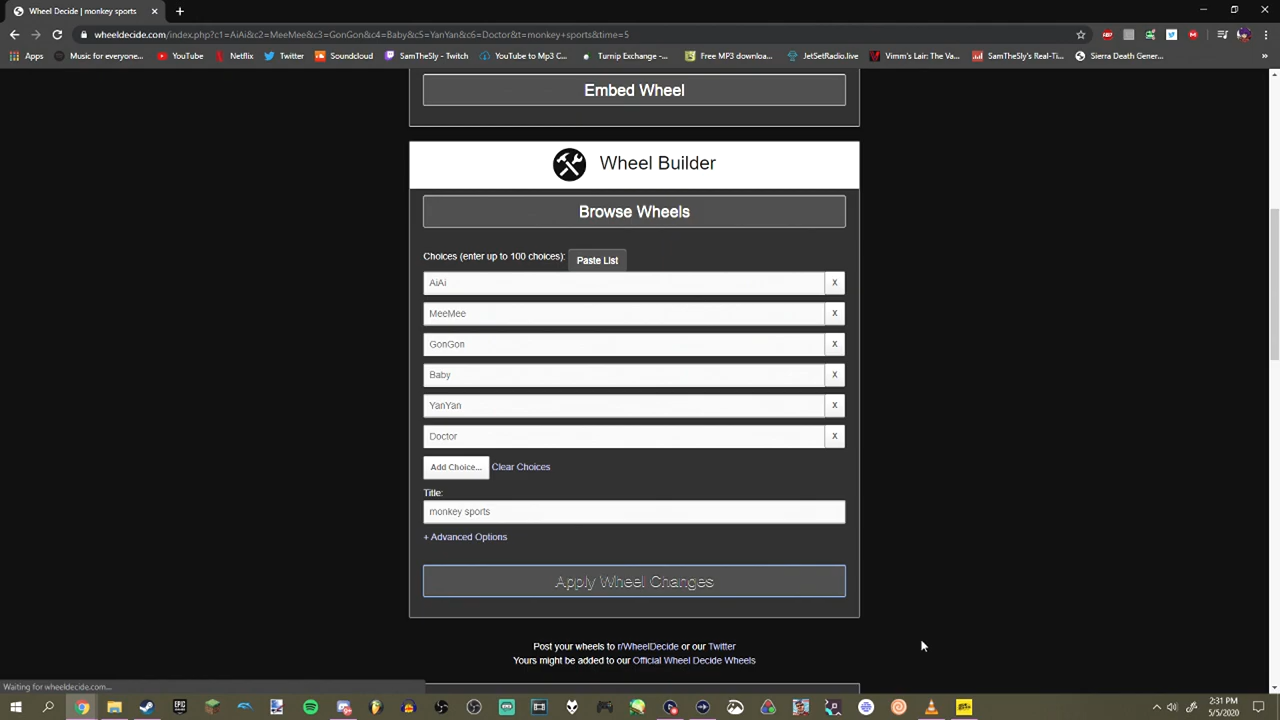 Wheel Decide | monkey sports
wheeldecide.com/index.php?c1=AiAi&c2=MeeMee&c3=GonGon&c4=Baby&c5=YanYan&c6=Doctor&t=monkey+sports&time=5
Apps Music for everyone... YouTube Netflix Twitter Soundcloud SamTheSly - Twitch YouTube to Mp3 C... Turnip Exchange -... Free MP3 downloa... JetSetRadio.live Vimm's Lair: The Va... SamTheSly's Real-Ti... Sierra Death Gener...
Embed Wheel
Wheel Builder
Browse Wheels
Choices (enter up to 100 choices): Paste List
AiAi X
MeeMee X
GonGon X
Baby X
YanYan X
Doctor X
Add Choice... Clear Choices
Title:
monkey sports
+ Advanced Options
Apply Wheel Changes
Post your wheels to r/WheelDecide or our Twitter
Yours might be added to our Official Wheel Decide Wheels
Waiting for wheeldecide.com...
2:31 PM
5/5/2020